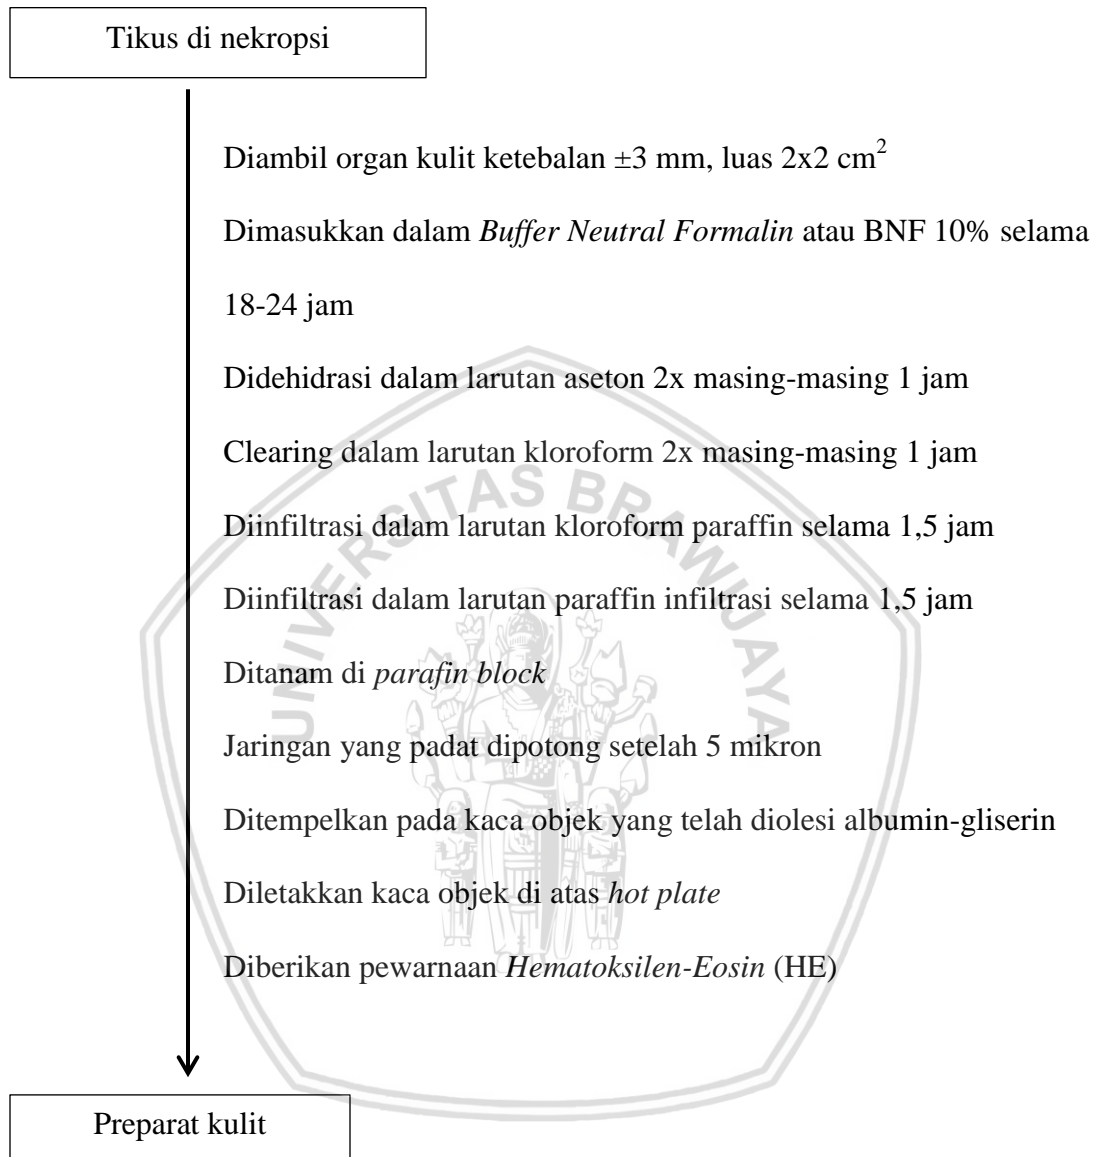 Tikus di nekropsi
Diambil organ kulit ketebalan ±3 mm, luas 2x2 cm²
Dimasukkan dalam Buffer Neutral Formalin atau BNF 10% selama
18-24 jam
Didehidrasi dalam larutan aseton 2x masing-masing 1 jam
Clearing dalam larutan kloroform 2x masing-masing 1 jam
Diinfiltrasi dalam larutan kloroform paraffin selama 1,5 jam
Diinfiltrasi dalam larutan paraffin infiltrasi selama 1,5 jam
Ditanam di parafin block
Jaringan yang padat dipotong setelah 5 mikron
Ditempelkan pada kaca objek yang telah diolesi albumin-gliserin
Diletakkan kaca objek di atas hot plate
Diberikan pewarnaan Hematoksilen-Eosin (HE)
Preparat kulit
UNIVERSITAS BRAWIJAYA